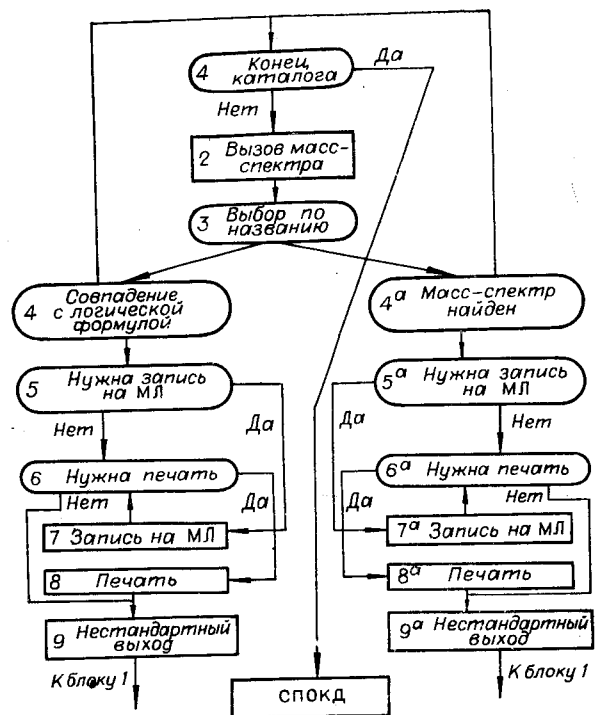 4 Конец каталога
Да
Нет
2 Вызов масс-
спектра
3 Выбор по
названию
4 Совпадение
с логической
формулой
4а Масс-спектр
найден
5 Нужна запись
на МЛ
5а Нужна запись
на МЛ
Нет
Да
Да
Нет
6 Нужна печать
6а Нужна печать
Нет
Да
Да
Нет
7 Запись на МЛ
7а Запись на МЛ
8 Печать
8а Печать
9 Нестандартный
выход
9а Нестандартный
выход
К блоку 1
К блоку 1
СПОКД